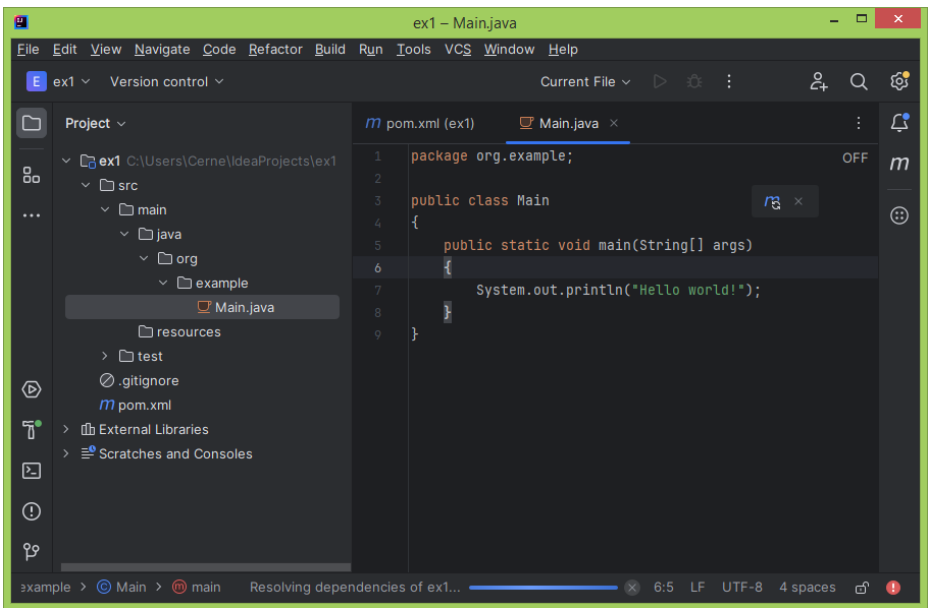 ex1 – Main.java
File Edit View Navigate Code Refactor Build Run Tools VCS Window Help
E ex1 Version control Current File
Project
m pom.xml (ex1) Main.java
ex1 C:\Users\Cerne\IdeaProjects\ex1
src
main
java
org
example
Main.java
resources
test
.gitignore
m pom.xml
External Libraries
Scratches and Consoles
1 package org.example; OFF
2
3 public class Main
4 {
5 public static void main(String[] args)
6 {
7 System.out.println("Hello world!");
8 }
9 }
m
m
example > C Main > m main Resolving dependencies of ex1... 6:5 LF UTF-8 4 spaces